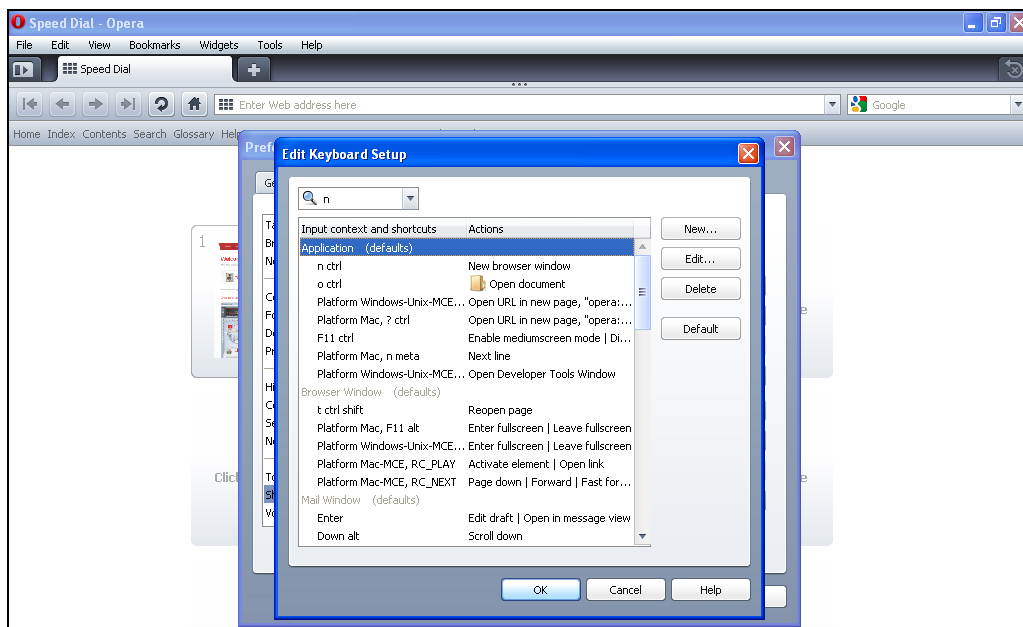 Speed Dial - Opera
File Edit View Bookmarks Widgets Tools Help
Speed Dial
Enter Web address here
Google
Home Index Contents Search Glossary Help
Pref
Edit Keyboard Setup
Ge
n
Input context and shortcuts Actions
New...
Application (defaults)
n ctrl New browser window
Edit...
o ctrl Open document
Delete
Platform Windows-Unix-MCE... Open URL in new page, "opera:...
Platform Mac, ? ctrl Open URL in new page, "opera:...
Default
F11 ctrl Enable mediumscreen mode | Di...
Platform Mac, n meta Next line
Platform Windows-Unix-MCE... Open Developer Tools Window
Browser Window (defaults)
t ctrl shift Reopen page
Platform Mac, F11 alt Enter fullscreen | Leave fullscreen
Platform Windows-Unix-MCE... Enter fullscreen | Leave fullscreen
Platform Mac-MCE, RC_PLAY Activate element | Open link
Platform Mac-MCE, RC_NEXT Page down | Forward | Fast for...
Mail Window (defaults)
Enter Edit draft | Open in message view
Down alt Scroll down
1
Clic
OK Cancel Help